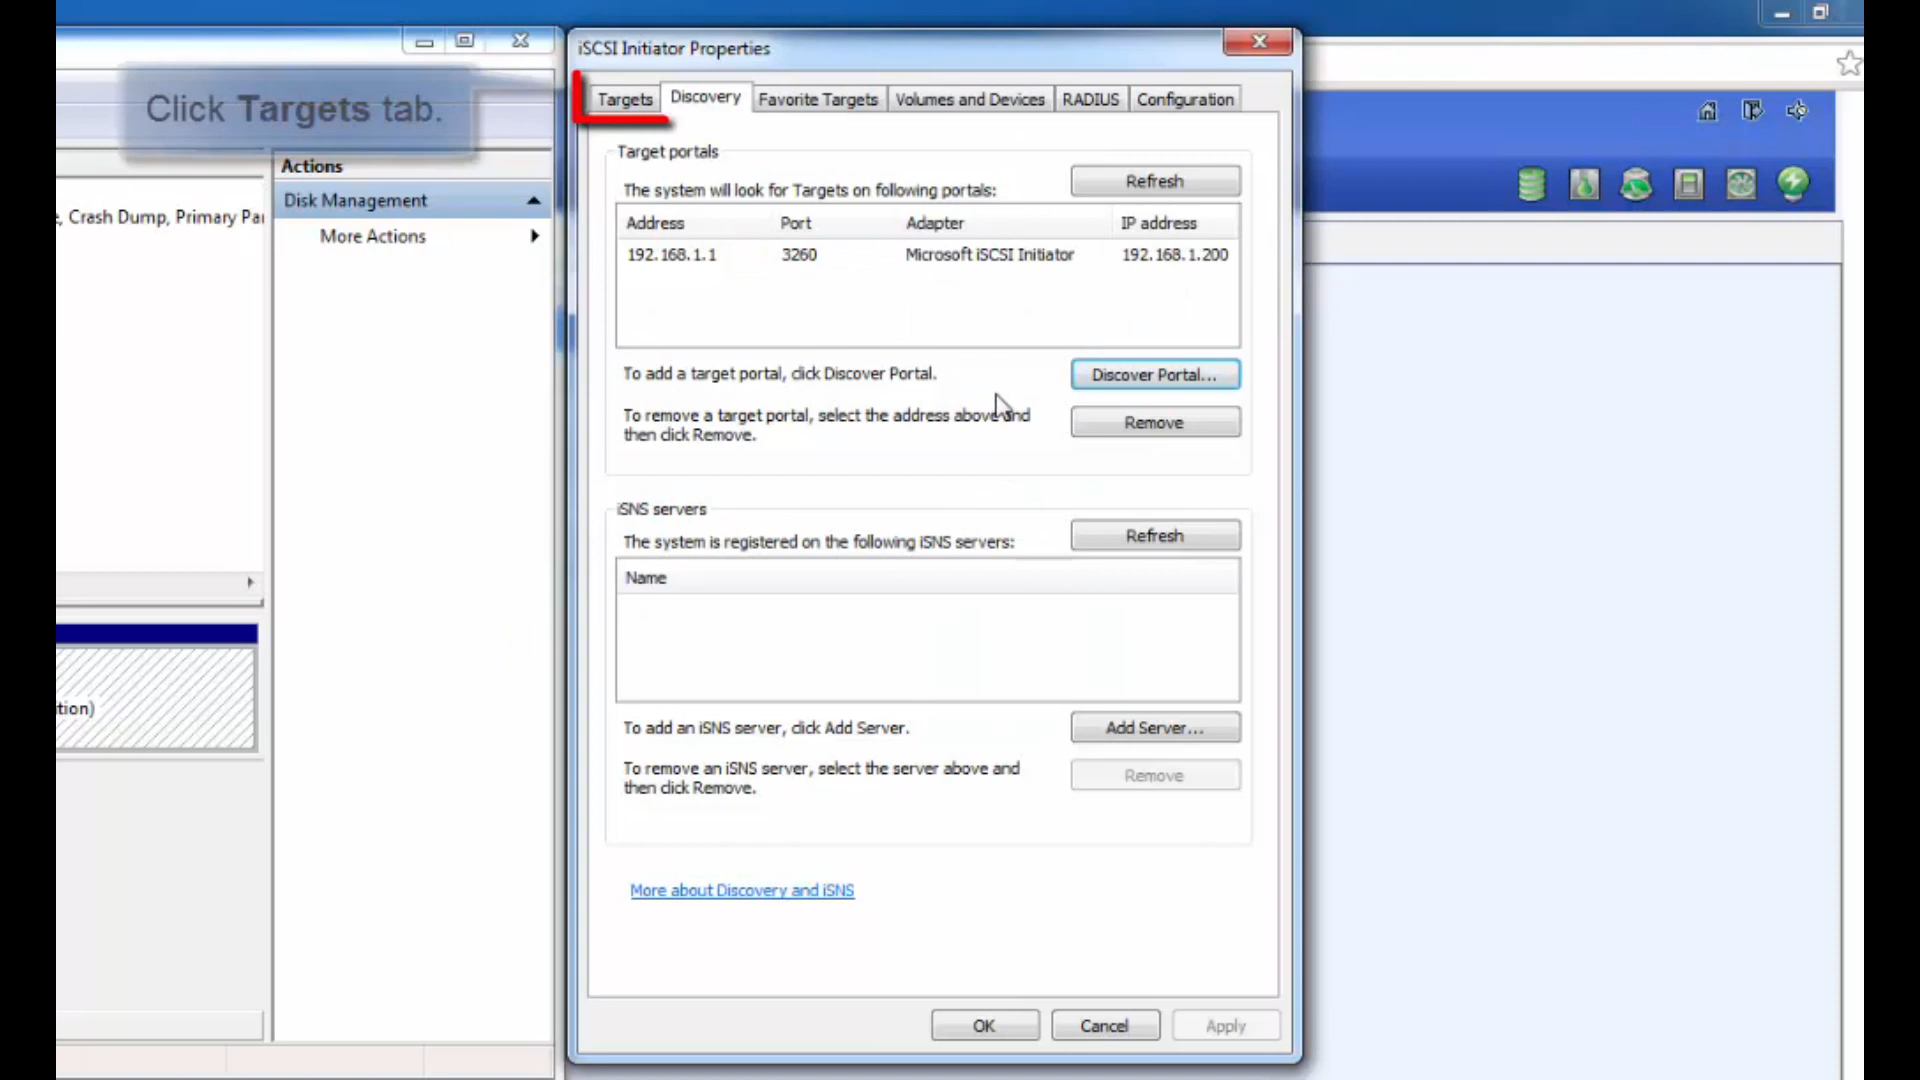 iSCSI Initiator Properties
Click Targets tab.
Targets
Discovery
Favorite Targets
Volumes and Devices
RADIUS
Configuration
Actions
Disk Management
More Actions
, Crash Dump, Primary Par
tion)
Target portals
The system will look for Targets on following portals:
Refresh
Address Port Adapter IP address
192.168.1.1 3260 Microsoft iSCSI Initiator 192.168.1.200
To add a target portal, click Discover Portal.
Discover Portal...
To remove a target portal, select the address above and
then click Remove.
Remove
iSNS servers
The system is registered on the following iSNS servers:
Refresh
Name
To add an iSNS server, click Add Server.
Add Server...
To remove an iSNS server, select the server above and
then click Remove.
Remove
More about Discovery and iSNS
OK
Cancel
Apply